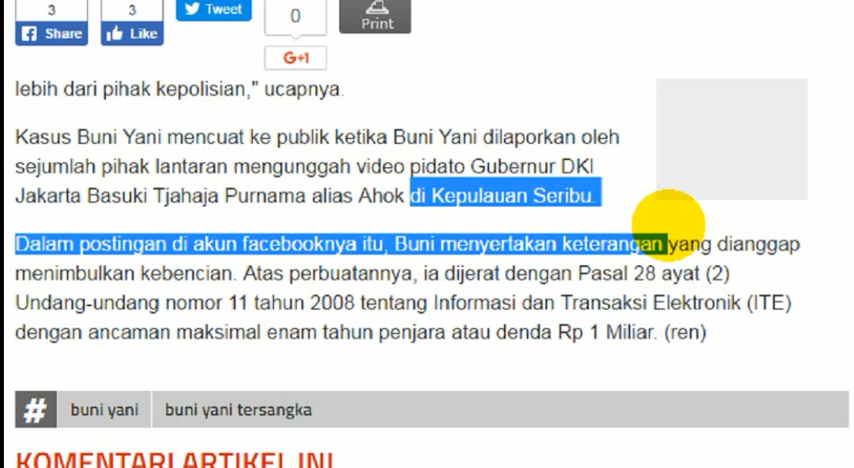 3
3
Tweet
0
Share
Like
Print
G+1
lebih dari pihak kepolisian," ucapnya.
Kasus Buni Yani mencuat ke publik ketika Buni Yani dilaporkan oleh
sejumlah pihak lantaran mengunggah video pidato Gubernur DKI
Jakarta Basuki Tjahaja Purnama alias Ahok di Kepulauan Seribu.
Dalam postingan di akun facebooknya itu, Buni menyertakan keterangan yang dianggap
menimbulkan kebencian. Atas perbuatannya, ia dijerat dengan Pasal 28 ayat (2)
Undang-undang nomor 11 tahun 2008 tentang Informasi dan Transaksi Elektronik (ITE)
dengan ancaman maksimal enam tahun penjara atau denda Rp 1 Miliar. (ren)
# buni yani buni yani tersangka
KOMENTARI ARTIKEL INI